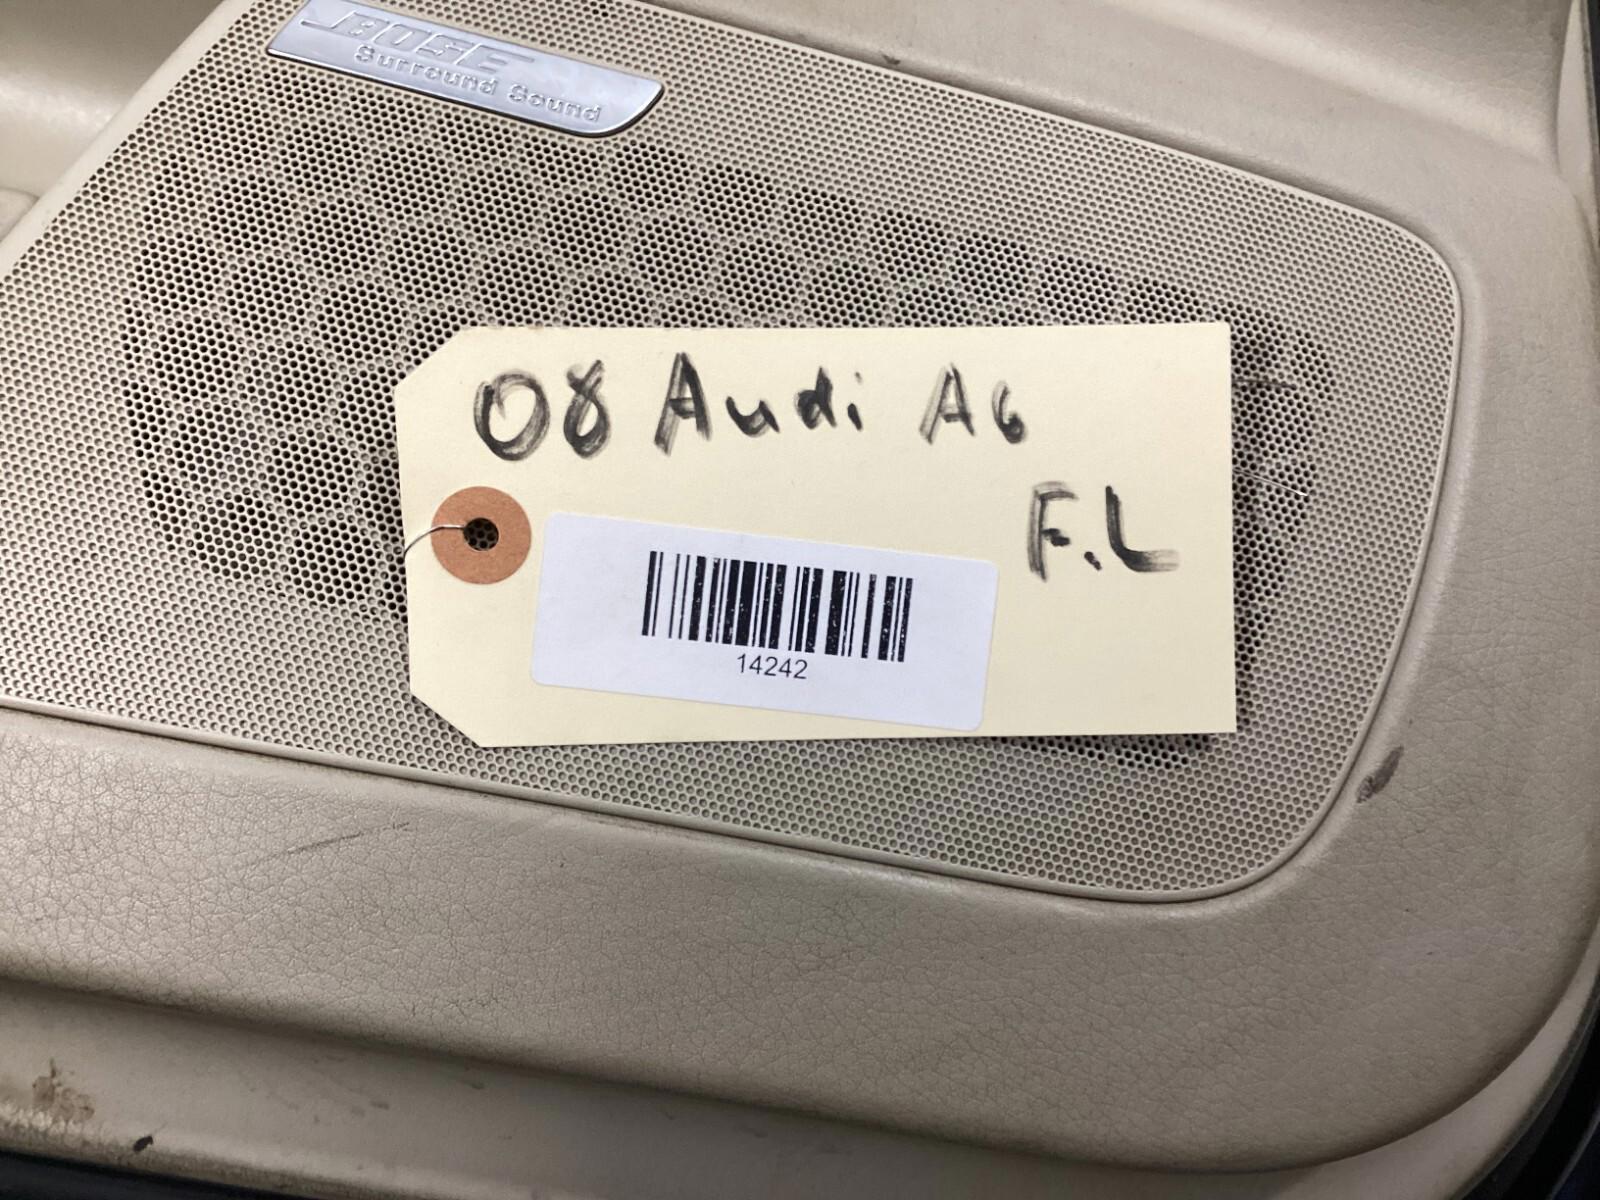 BOSE
Surround Sound
08 Audi A6
F.L
14242